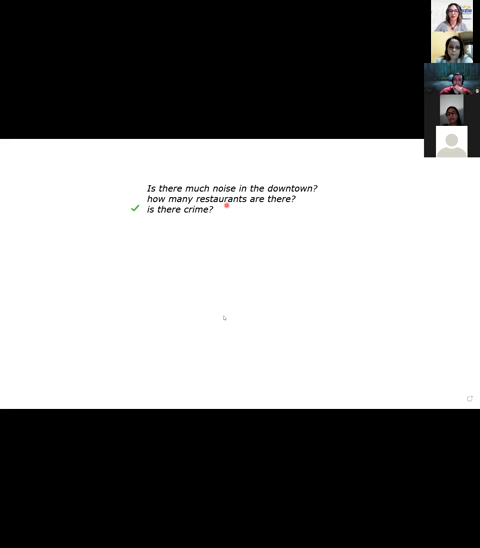 Is there much noise in the downtown?
how many restaurants are there?
is there crime?